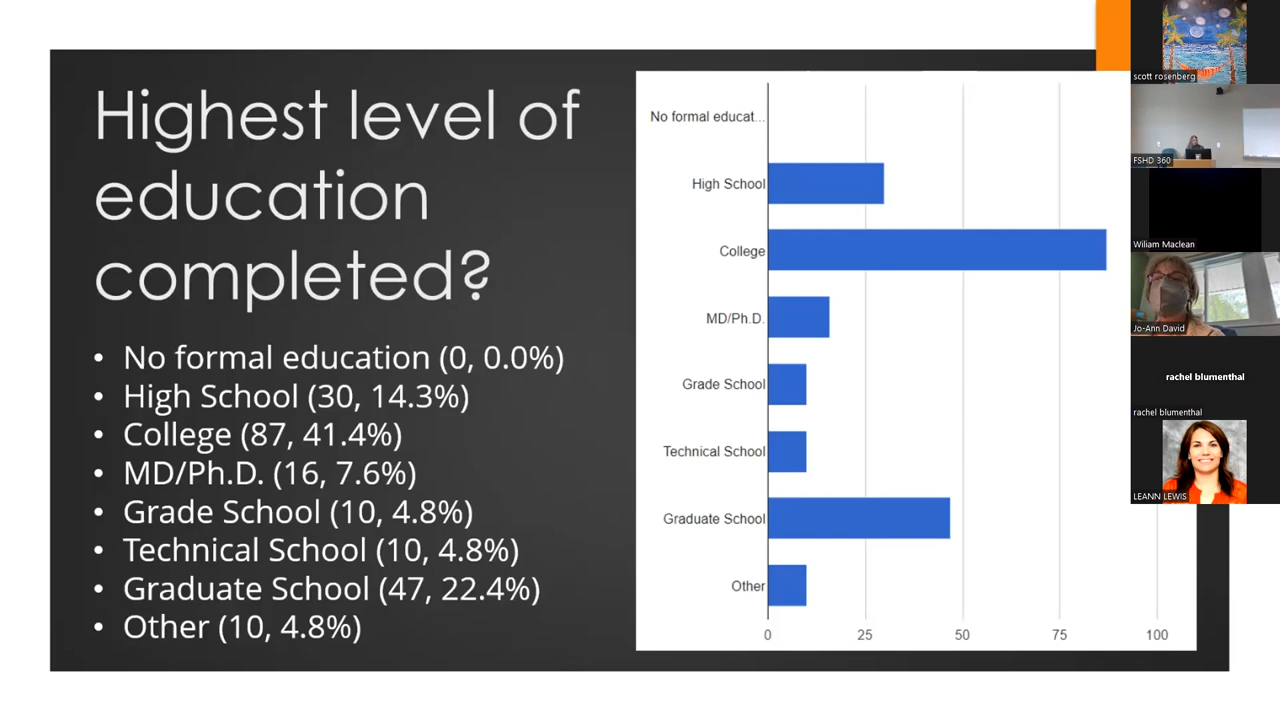 Highest level of
education
completed?
• No formal education (0, 0.0%)
• High School (30, 14.3%)
• College (87, 41.4%)
• MD/Ph.D. (16, 7.6%)
• Grade School (10, 4.8%)
• Technical School (10, 4.8%)
• Graduate School (47, 22.4%)
• Other (10, 4.8%)
No formal educat...
High School
College
MD/Ph.D.
Grade School
Technical School
Graduate School
Other
0 25 50 75 100
scott rosenberg
FSHD 360
Wiliam Maclean
Jo-Ann David
rachel blumenthal
rachel blumenthal
LEANN LEWIS